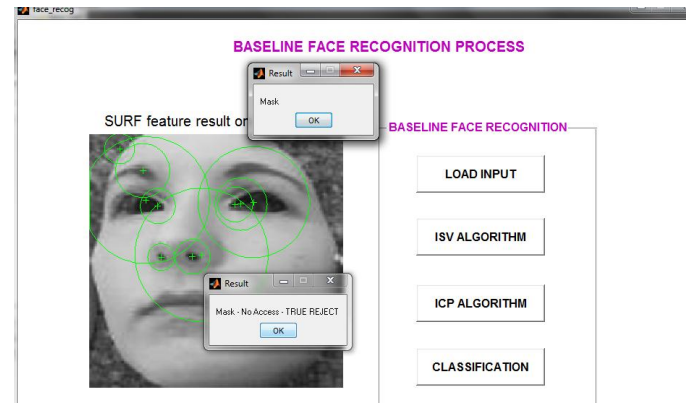 face_recog
BASELINE FACE RECOGNITION PROCESS
Result
Mask
OK
SURF feature result on
BASELINE FACE RECOGNITION
LOAD INPUT
ISV ALGORITHM
ICP ALGORITHM
CLASSIFICATION
Result
Mask - No Access - TRUE REJECT
OK